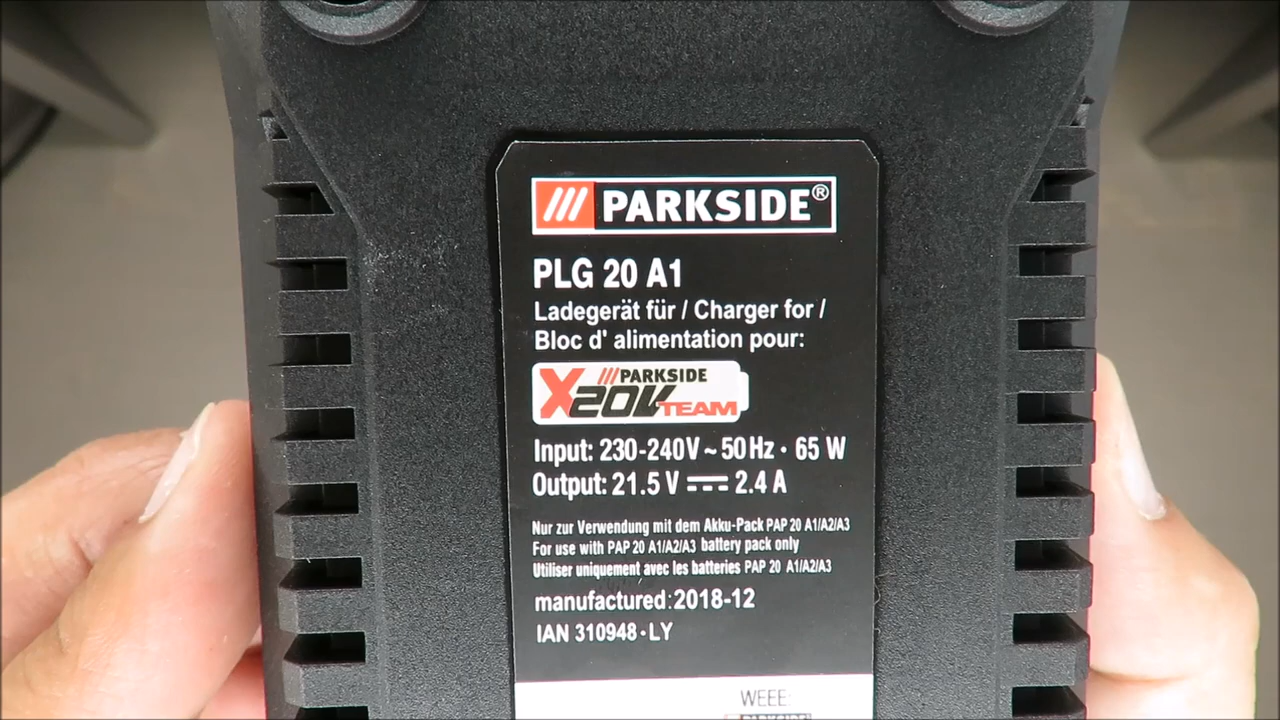 PARKSIDE®
PLG 20 A1
Ladegerät für / Charger for /
Bloc d' alimentation pour:
PARKSIDE
X20V TEAM
Input: 230-240V ~ 50 Hz · 65 W
Output: 21.5 V ⎓ 2.4 A
Nur zur Verwendung mit dem Akku-Pack PAP 20 A1/A2/A3
For use with PAP 20 A1/A2/A3 battery pack only
Utiliser uniquement avec les batteries PAP 20 A1/A2/A3
manufactured: 2018-12
IAN 310948·LY
WEEE:
PARKSIDE